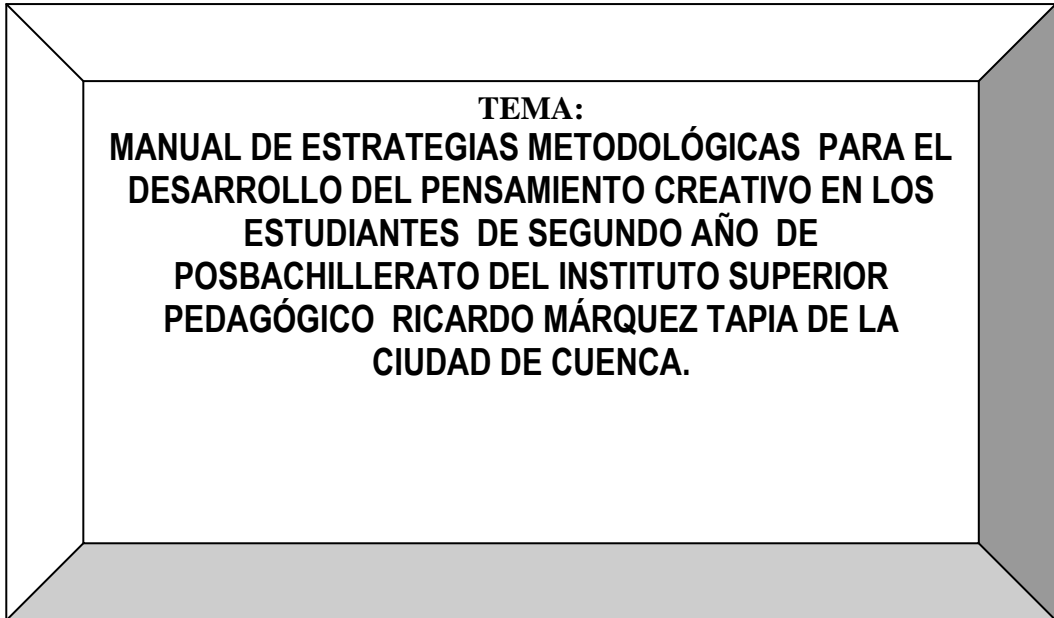 TEMA:
MANUAL DE ESTRATEGIAS METODOLÓGICAS PARA EL
DESARROLLO DEL PENSAMIENTO CREATIVO EN LOS
ESTUDIANTES DE SEGUNDO AÑO DE
POSBACHILLERATO DEL INSTITUTO SUPERIOR
PEDAGÓGICO RICARDO MÁRQUEZ TAPIA DE LA
CIUDAD DE CUENCA.